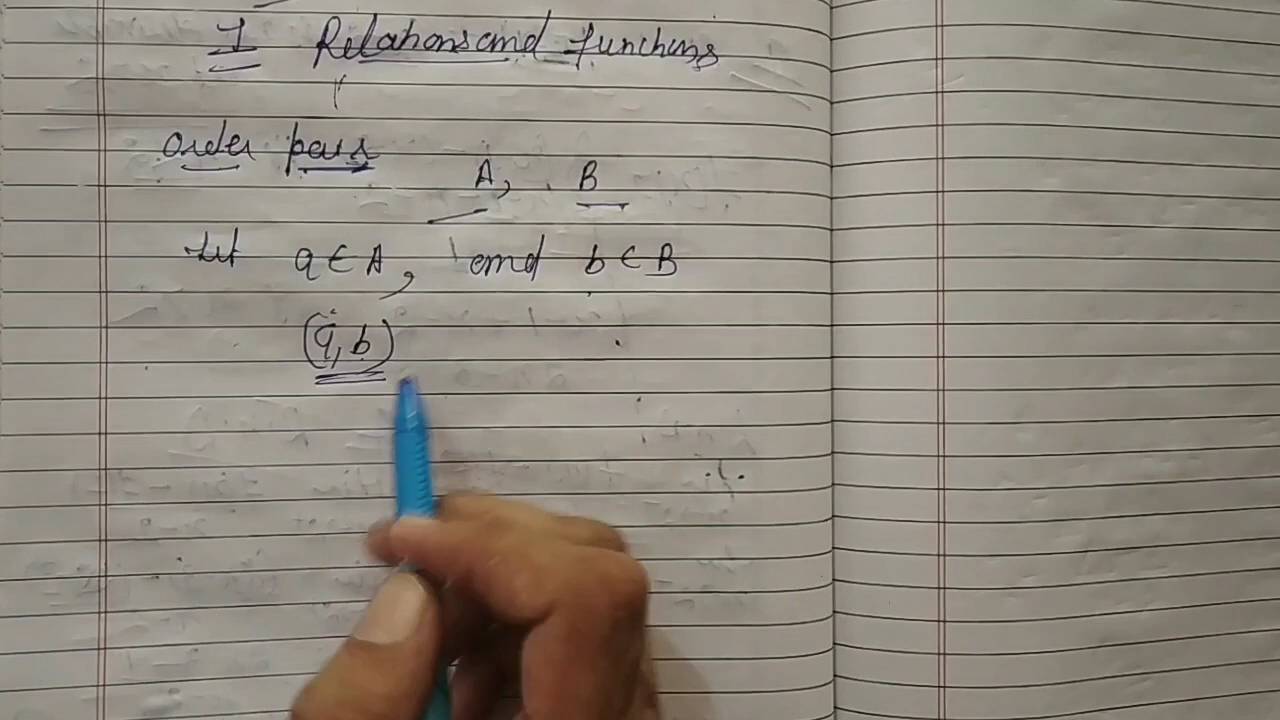 I Relations and functions
order pairs
A, B
Let a ∈ A, and b ∈ B
(a, b)